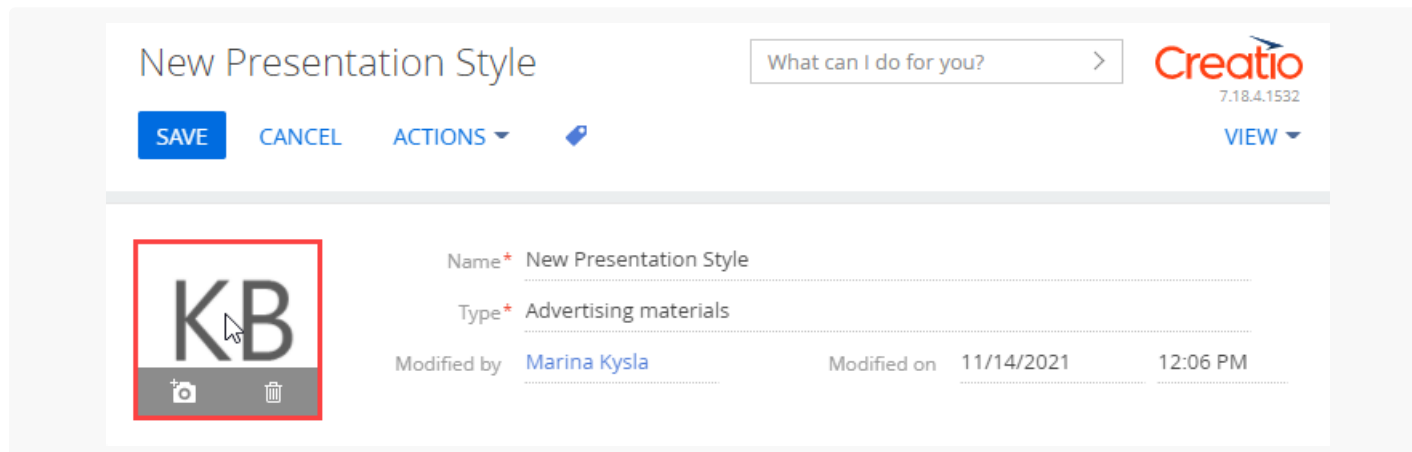 New Presentation Style
What can I do for you?
Creatio
7.18.4.1532
SAVE CANCEL ACTIONS VIEW
KB
Name* New Presentation Style
Type* Advertising materials
Modified by Marina Kysla Modified on 11/14/2021 12:06 PM